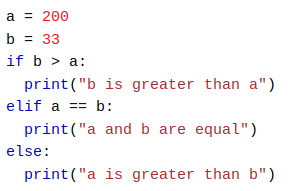 a = 200
b = 33
if b > a:
  print("b is greater than a")
elif a == b:
  print("a and b are equal")
else:
  print("a is greater than b")